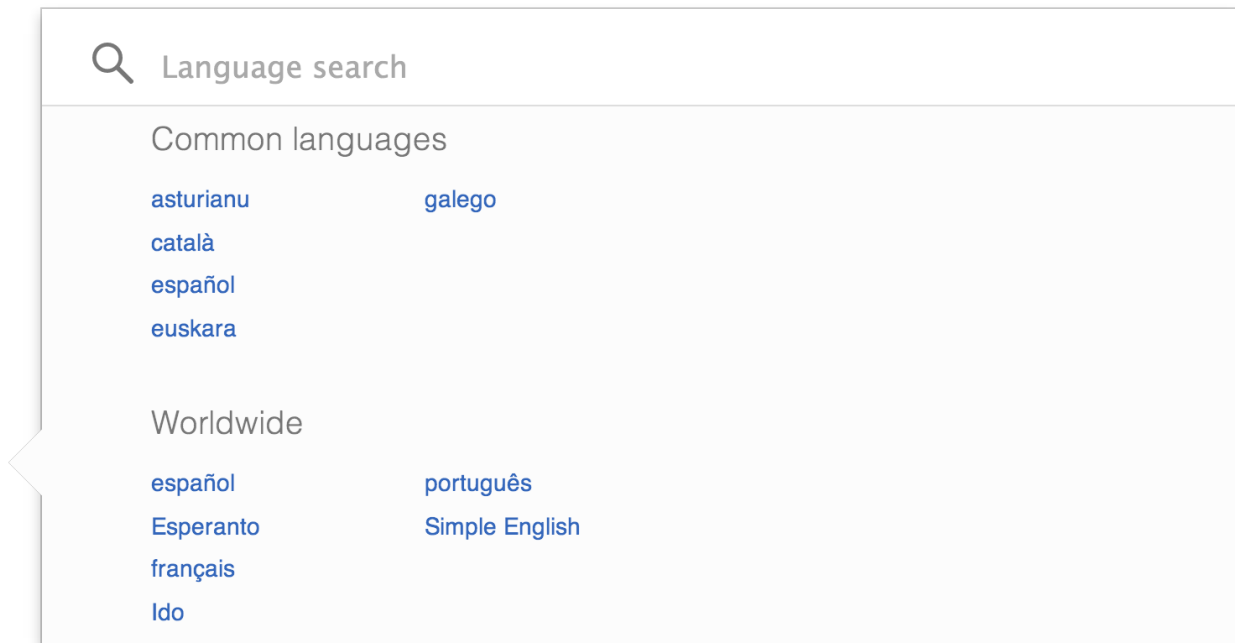 Language search
Common languages
asturianu
català
español
euskara
galego
Worldwide
español
Esperanto
français
Ido
português
Simple English